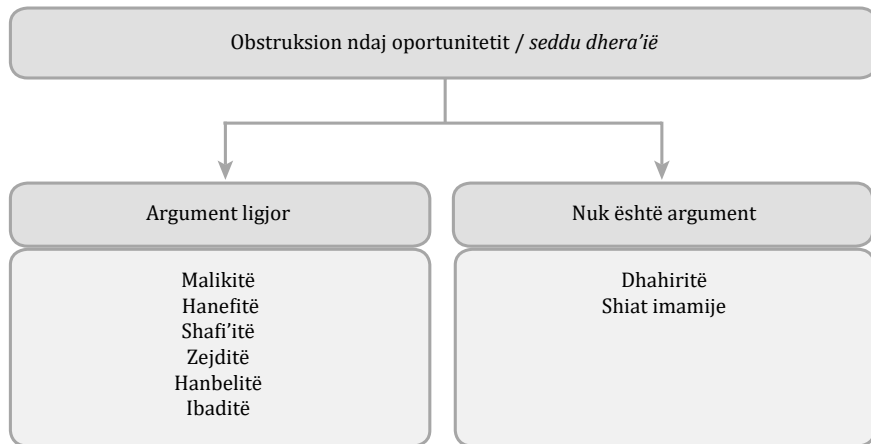 Obstruksion ndaj oportunitetit / seddu dhera’ië
Argument ligjor
Nuk është argument
Malikitë
Hanefitë
Shafi’itë
Zejditë
Hanbelitë
Ibaditë
Dhahiritë
Shiat imamije